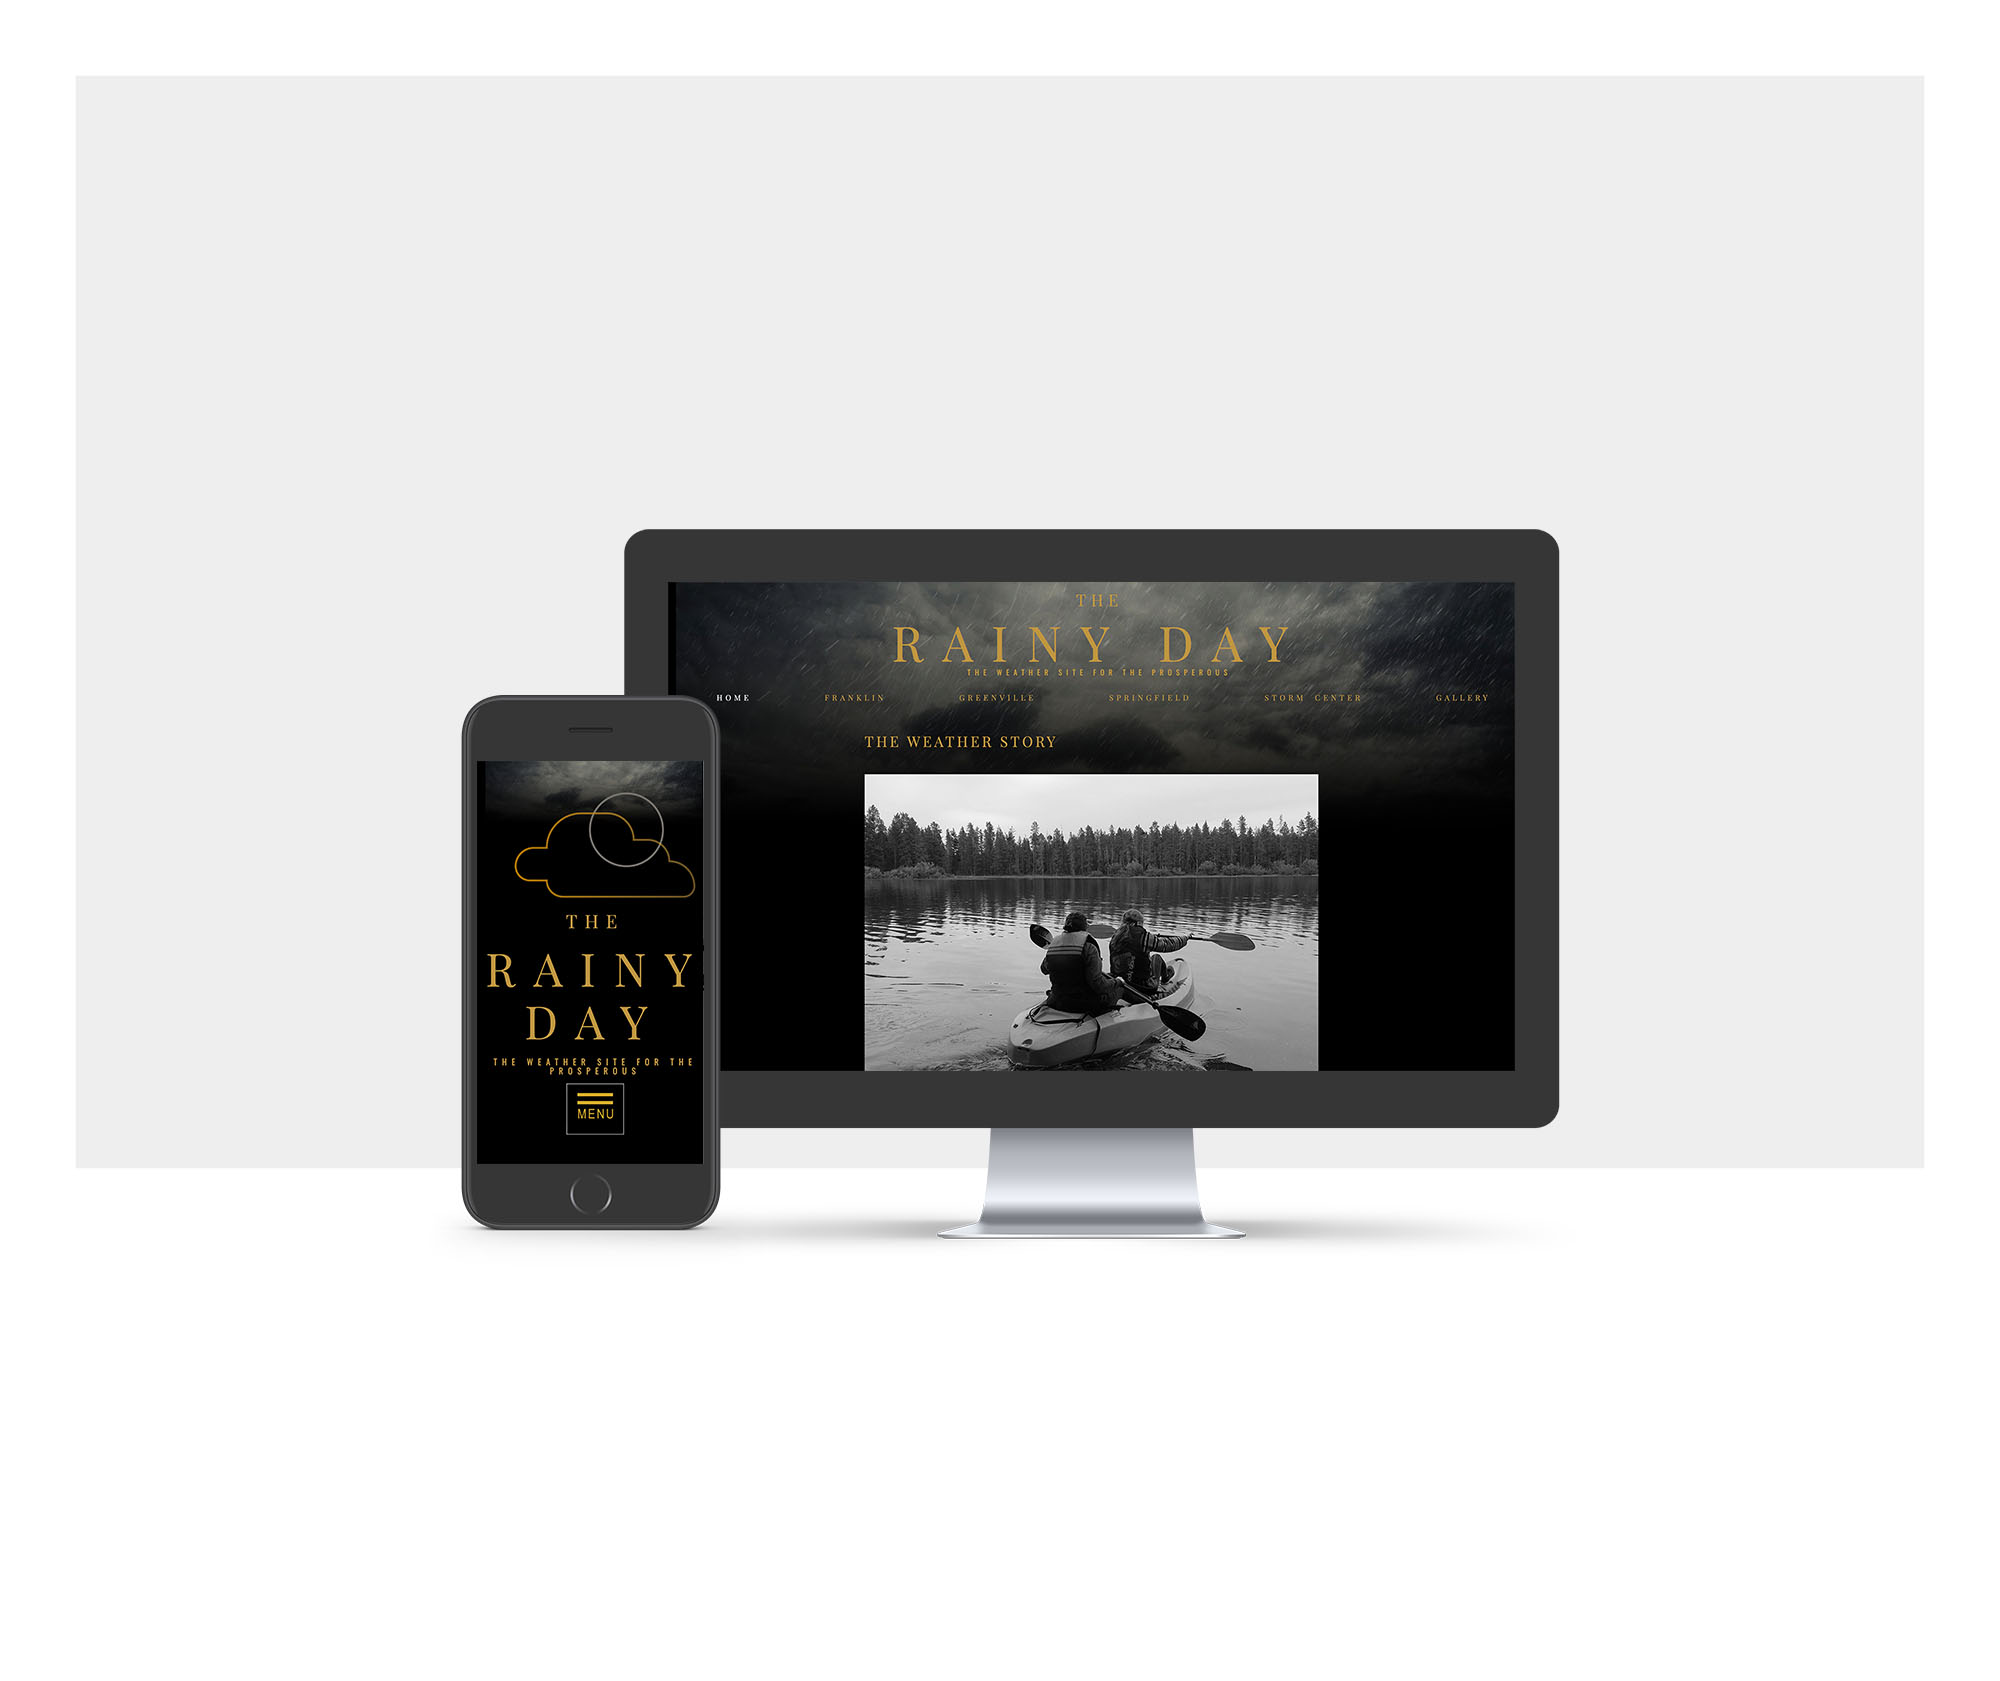 THE
RAINY DAY
THE WEATHER SITE FOR THE PROSPEROUS
HOME FRANKLIN GREENVILLE SPRINGFIELD STORM CENTER GALLERY
THE WEATHER STORY
THE
RAINY
DAY
THE WEATHER SITE FOR THE
PROSPEROUS
MENU